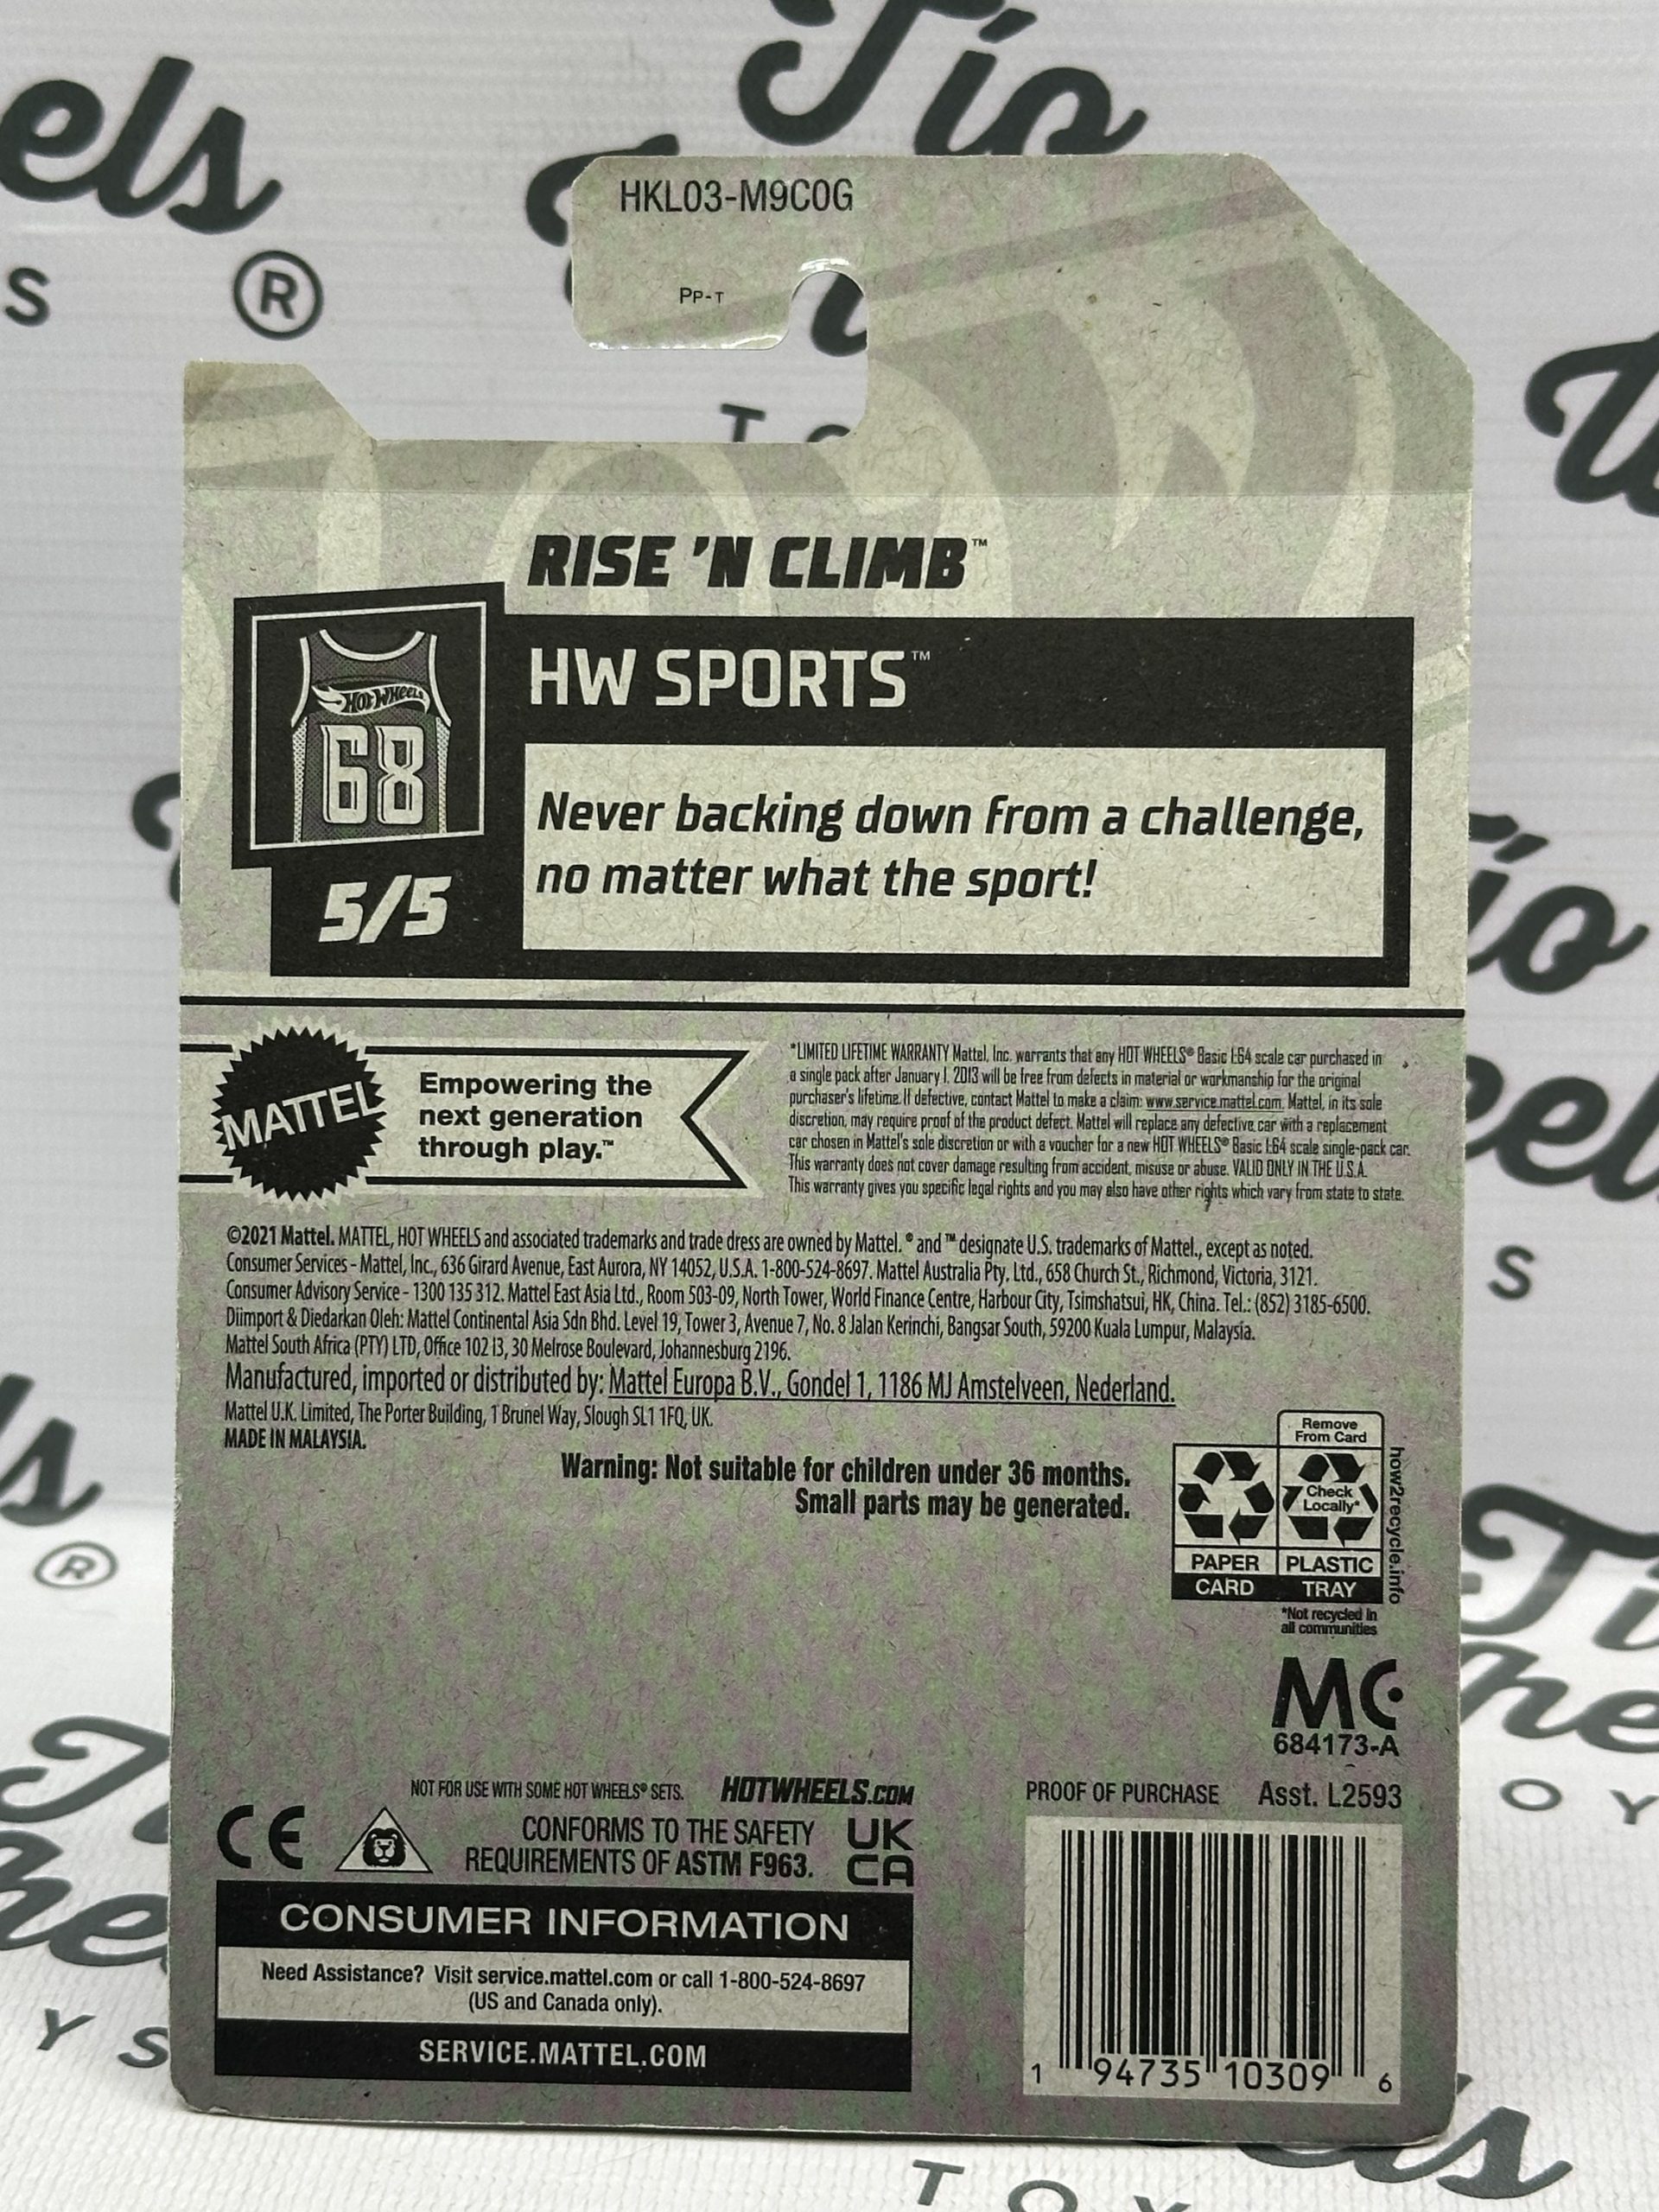 Tío
els
S ®
HKL03-M9C0G
PP-T
RISE 'N CLIMB™
HW SPORTS™
HOT WHEELS
68
5/5
Never backing down from a challenge,
no matter what the sport!
MATTEL
Empowering the
next generation
through play.™
*LIMITED LIFETIME WARRANTY Mattel, Inc. warrants that any HOT WHEELS® Basic 1:64 scale car purchased in
a single pack after January 1, 2013 will be free from defects in material or workmanship for the original
purchaser's lifetime. If defective, contact Mattel to make a claim: www.service.mattel.com. Mattel, in its sole
discretion, may require proof of the product defect. Mattel will replace any defective car with a replacement
car chosen in Mattel's sole discretion or with a voucher for a new HOT WHEELS® Basic 1:64 scale single-pack car.
This warranty does not cover damage resulting from accident, misuse or abuse. VALID ONLY IN THE U.S.A.
This warranty gives you specific legal rights and you may also have other rights which vary from state to state.
©2021 Mattel. MATTEL, HOT WHEELS and associated trademarks and trade dress are owned by Mattel. ® and ™ designate U.S. trademarks of Mattel., except as noted.
Consumer Services - Mattel, Inc., 636 Girard Avenue, East Aurora, NY 14052, U.S.A. 1-800-524-8697. Mattel Australia Pty. Ltd., 658 Church St., Richmond, Victoria, 3121.
Consumer Advisory Service - 1300 135 312. Mattel East Asia Ltd., Room 503-09, North Tower, World Finance Centre, Harbour City, Tsimshatsui, HK, China. Tel.: (852) 3185-6500.
Diimport & Diedarkan Oleh: Mattel Continental Asia Sdn Bhd. Level 19, Tower 3, Avenue 7, No. 8 Jalan Kerinchi, Bangsar South, 59200 Kuala Lumpur, Malaysia.
Mattel South Africa (PTY) LTD, Office 102 I3, 30 Melrose Boulevard, Johannesburg 2196.
Manufactured, imported or distributed by: Mattel Europa B.V., Gondel 1, 1186 MJ Amstelveen, Nederland.
Mattel U.K. Limited, The Porter Building, 1 Brunel Way, Slough SL1 1FQ, UK.
MADE IN MALAYSIA.
Warning: Not suitable for children under 36 months.
Small parts may be generated.
Remove
From Card
Check
Locally*
PAPER
PLASTIC
CARD
TRAY
how2recycle.info
*Not recycled in
all communities
MC
684173-A
NOT FOR USE WITH SOME HOT WHEELS® SETS.
HOTWHEELS.COM
PROOF OF PURCHASE Asst. L2593
CE
CONFORMS TO THE SAFETY
REQUIREMENTS OF ASTM F963.
UK
CA
CONSUMER INFORMATION
Need Assistance? Visit service.mattel.com or call 1-800-524-8697
(US and Canada only).
SERVICE.MATTEL.COM
1 94735 10309 6